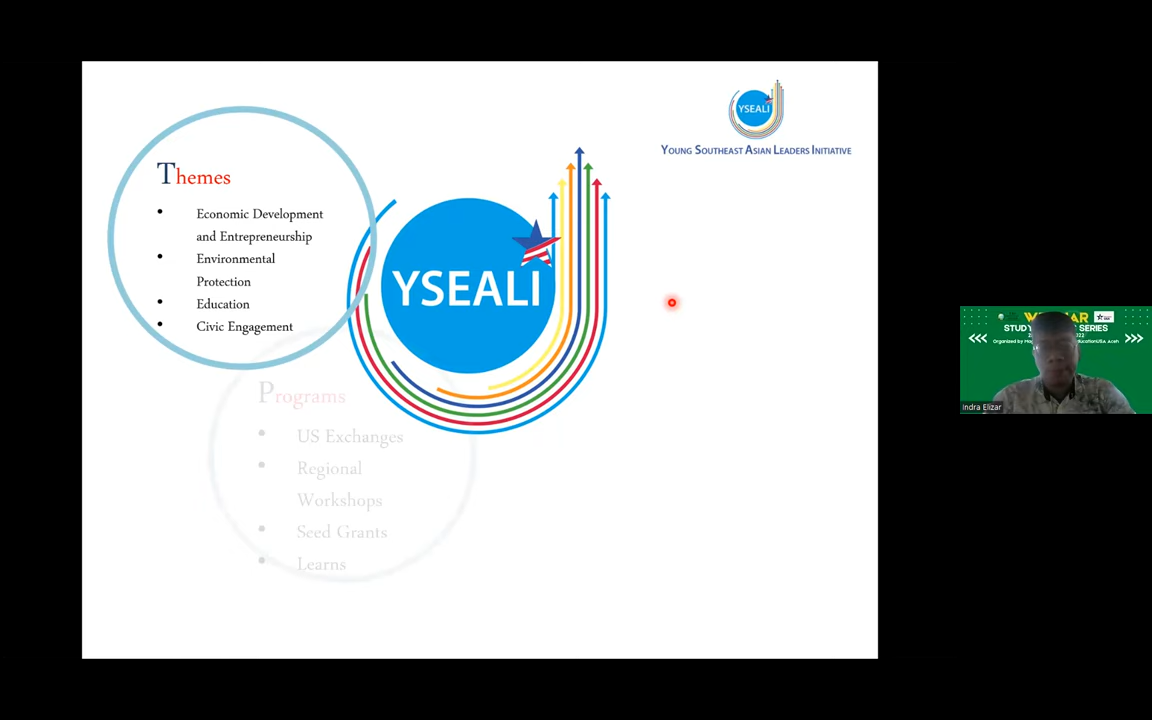 YSEALI
YOUNG SOUTHEAST ASIAN LEADERS INITIATIVE
Themes
• Economic Development
and Entrepreneurship
• Environmental
Protection
• Education
• Civic Engagement
YSEALI
Programs
• US Exchanges
• Regional
Workshops
• Seed Grants
• Learns
SERIES
Indra Elizar